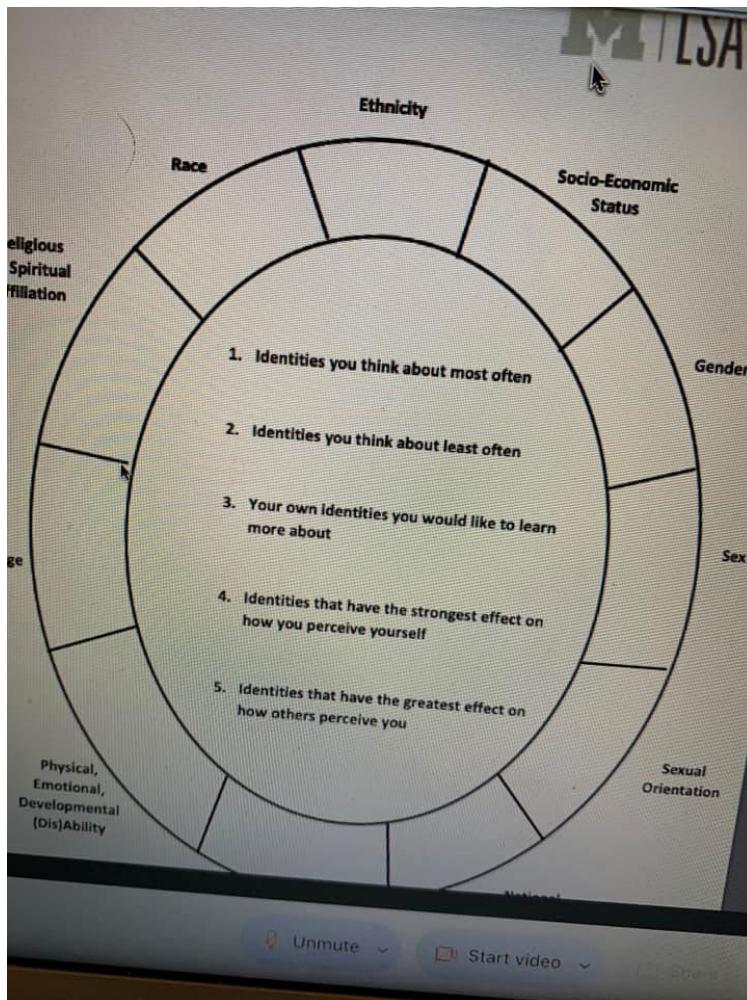 M | LSA
Ethnicity
Race
Socio-Economic
Status
eligious
Spiritual
ffiliation
Gender
1. Identities you think about most often
2. Identities you think about least often
3. Your own identities you would like to learn
more about
ge
Sex
4. Identities that have the strongest effect on
how you perceive yourself
5. Identities that have the greatest effect on
how others perceive you
Physical,
Emotional,
Developmental
(Dis)Ability
Sexual
Orientation
National
Unmute
Start video
Share